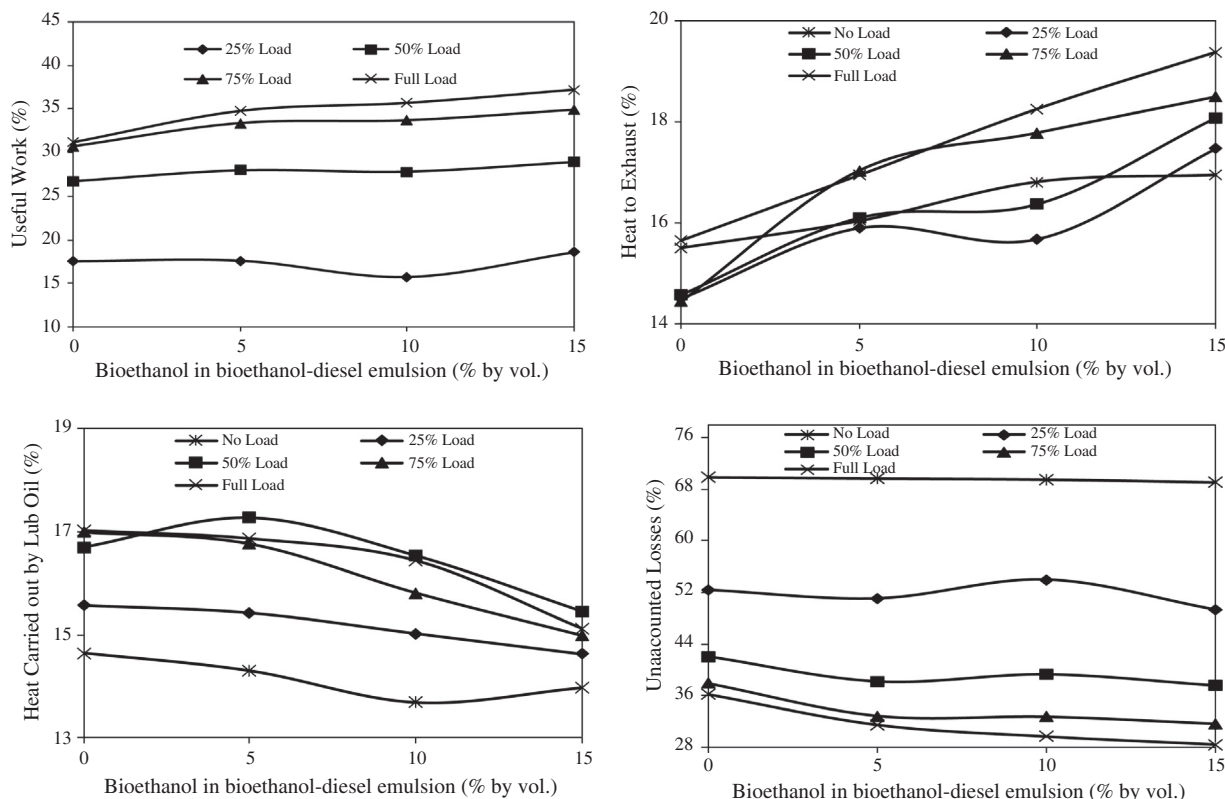 45
40
35
30
25
20
15
10
Useful Work (%)
25% Load
50% Load
75% Load
Full Load
0
5
10
15
Bioethanol in bioethanol-diesel emulsion (% by vol.)
20
18
16
14
Heat to Exhaust (%)
No Load
25% Load
50% Load
75% Load
Full Load
0
5
10
15
Bioethanol in bioethanol-diesel emulsion (% by vol.)
19
17
15
13
Heat Carried out by Lub Oil (%)
No Load
25% Load
50% Load
75% Load
Full Load
0
5
10
15
Bioethanol in bioethanol-diesel emulsion (% by vol.)
76
68
60
52
44
36
28
Unaacounted Losses (%)
No Load
25% Load
50% Load
75% Load
Full Load
0
5
10
15
Bioethanol in bioethanol-diesel emulsion (% by vol.)